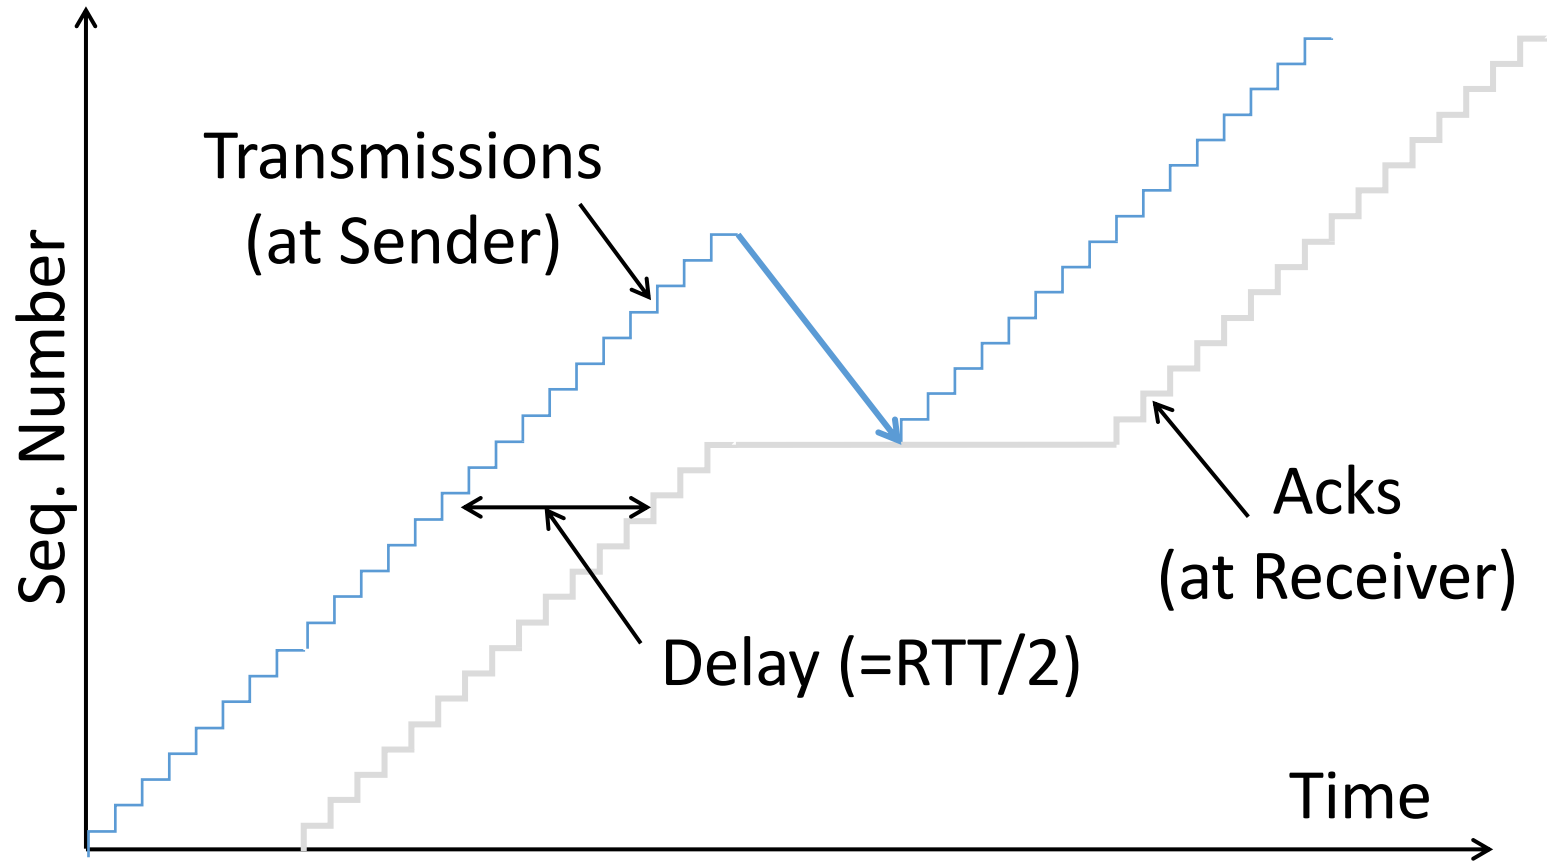 Transmissions
(at Sender)
Seq. Number
Acks
(at Receiver)
Delay (=RTT/2)
Time